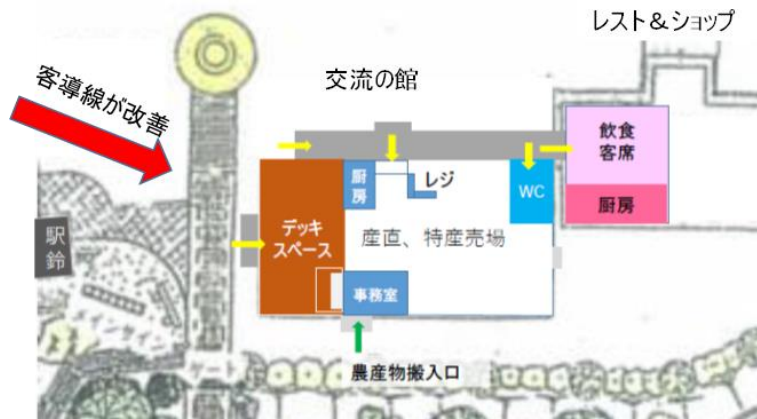 レスト＆ショップ
交流の館
客導線が改善
飲食
客席
厨房
厨
房
レジ
WC
デッキ
スペース
産直、特産売場
駅
鈴
事務室
農産物搬入口